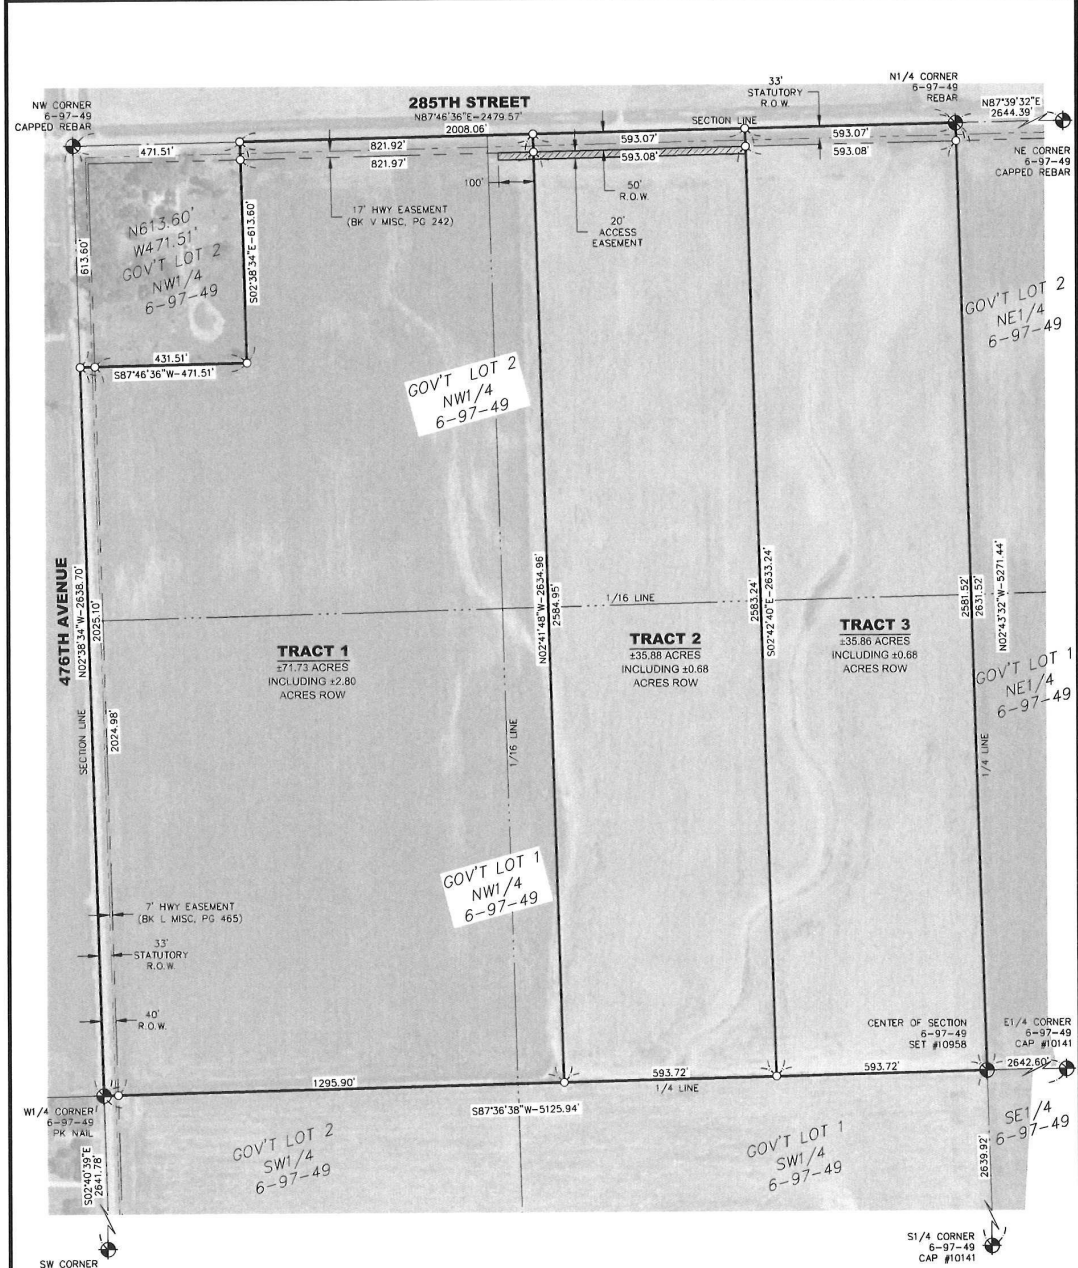 NW CORNER
6-97-49
CAPPED REBAR
285TH STREET
N87°46'36"E-2479.57'
2008.06'
SECTION LINE
33'
STATUTORY
R.O.W.
N1/4 CORNER
6-97-49
REBAR
N87°39'32"E
2644.39'
NE CORNER
6-97-49
CAPPED REBAR
471.51'
821.92'
593.07'
593.07'
821.97'
593.08'
593.08'
100'
50'
R.O.W.
20'
ACCESS
EASEMENT
17' HWY EASEMENT
(BK V MISC, PG 242)
613.60'
N613.60'
W471.51'
GOV'T LOT 2
NW1/4
6-97-49
S02°38'34"E-613.60'
431.51'
S87°46'36"W-471.51'
GOV'T LOT 2
NW1/4
6-97-49
GOV'T LOT 2
NE1/4
6-97-49
476TH AVENUE
N02°38'34"W-2638.70'
2025.10'
2024.98'
SECTION LINE
N02°41'48"W-2634.96'
2584.95'
1/16 LINE
2583.24'
S02°42'40"E-2633.24'
2581.52'
2631.52'
N02°43'32"W-5271.44'
TRACT 1
±71.73 ACRES
INCLUDING ±2.80
ACRES ROW
TRACT 2
±35.88 ACRES
INCLUDING ±0.68
ACRES ROW
TRACT 3
±35.86 ACRES
INCLUDING ±0.68
ACRES ROW
GOV'T LOT 1
NE1/4
6-97-49
1/16 LINE
1/4 LINE
GOV'T LOT 1
NW1/4
6-97-49
7' HWY EASEMENT
(BK L MISC, PG 465)
33'
STATUTORY
R.O.W.
40'
R.O.W.
CENTER OF SECTION
6-97-49
SET #10958
E1/4 CORNER
6-97-49
CAP #10141
2642.60'
1295.90'
593.72'
593.72'
1/4 LINE
S87°36'38"W-5125.94'
W1/4 CORNER
6-97-49
PK NAIL
S02°40'39"E
2641.78'
GOV'T LOT 2
SW1/4
6-97-49
GOV'T LOT 1
SW1/4
6-97-49
SE1/4
6-97-49
2639.92'
SW CORNER
S1/4 CORNER
6-97-49
CAP #10141